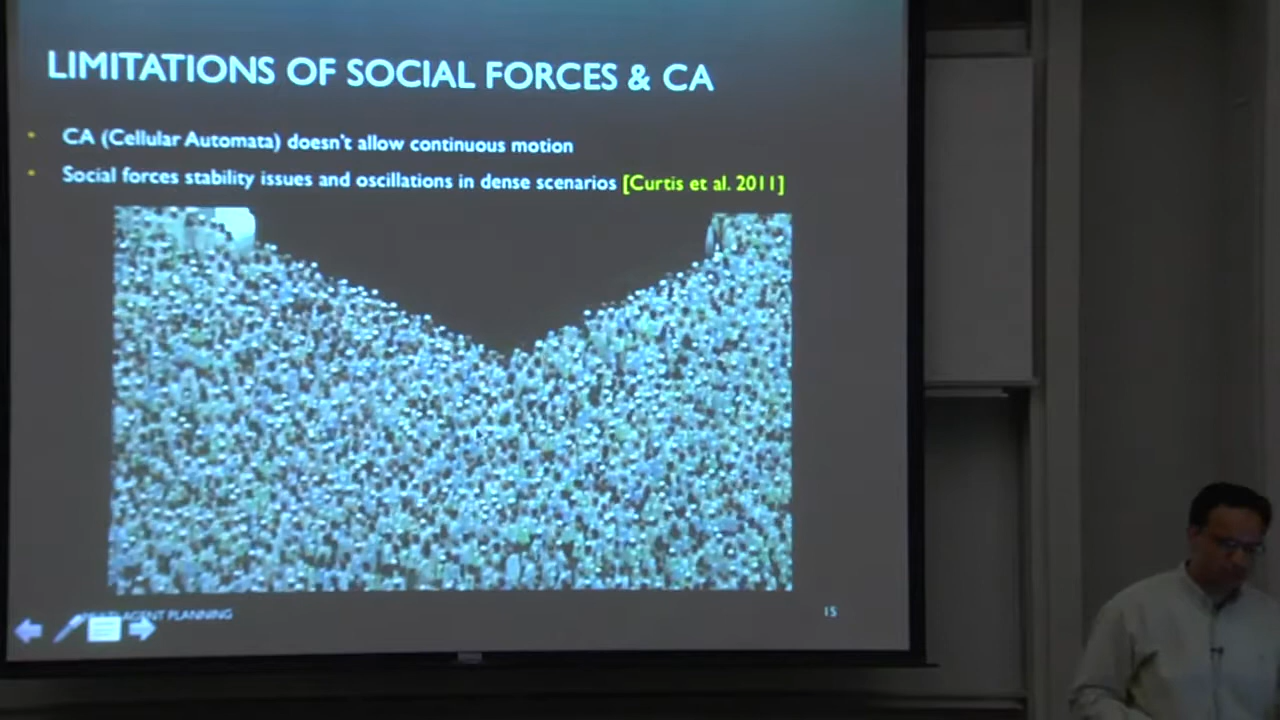 LIMITATIONS OF SOCIAL FORCES & CA
• CA (Cellular Automata) doesn't allow continuous motion
• Social forces stability issues and oscillations in dense scenarios [Curtis et al. 2011]
AGENT PLANNING
15